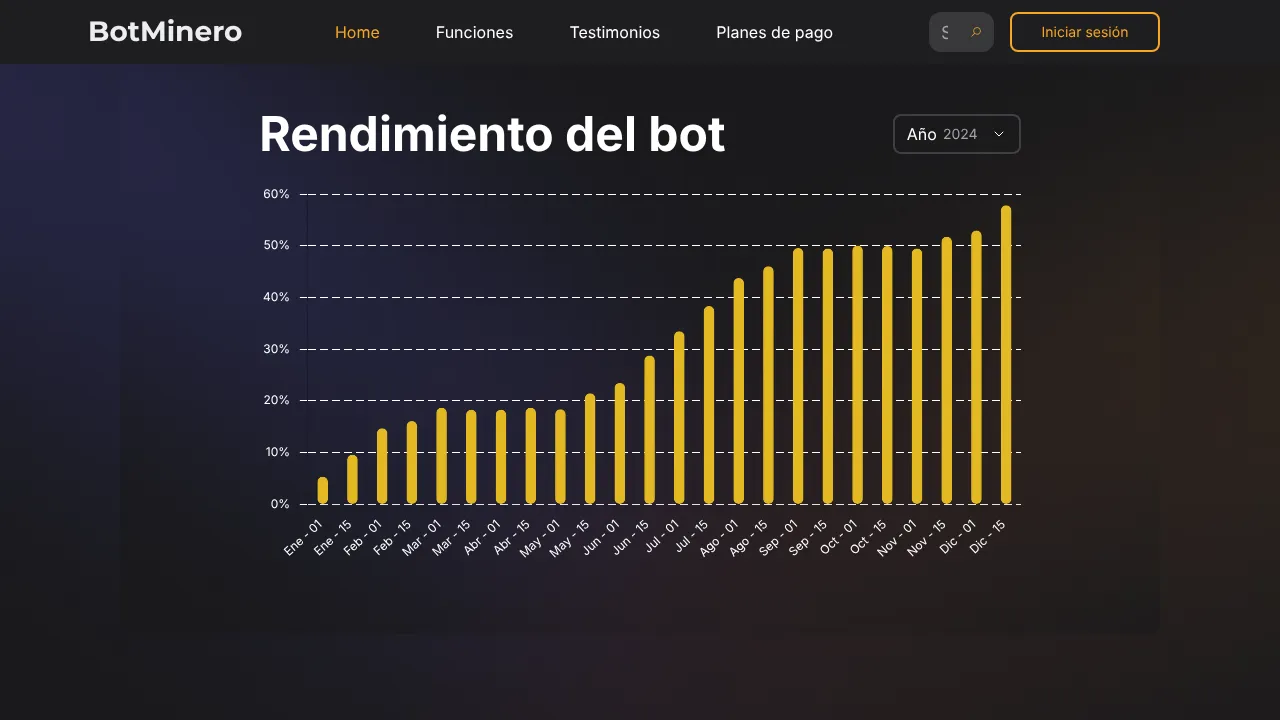 BotMinero
Home
Funciones
Testimonios
Planes de pago
Iniciar sesión
Rendimiento del bot
Año 2024
60%
50%
40%
30%
20%
10%
0%
Ene - 01
Ene - 15
Feb - 01
Feb - 15
Mar - 01
Mar - 15
Abr - 01
Abr - 15
May - 01
May - 15
Jun - 01
Jun - 15
Jul - 01
Jul - 15
Ago - 01
Ago - 15
Sep - 01
Sep - 15
Oct - 01
Oct - 15
Nov - 01
Nov - 15
Dic - 01
Dic - 15